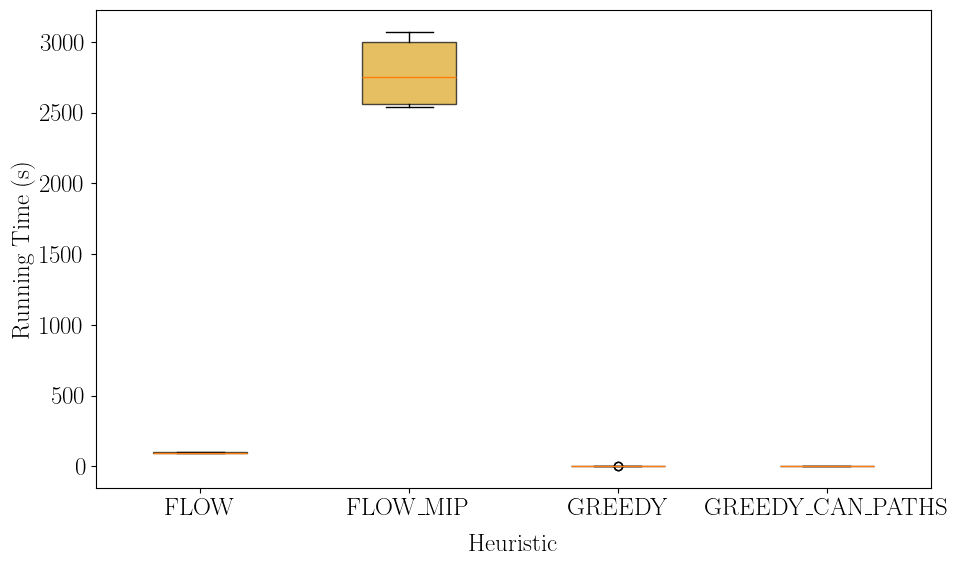 Running Time (s)
3000
2500
2000
1500
1000
500
0
FLOW
FLOW_MIP
GREEDY
GREEDY_CAN_PATHS
Heuristic